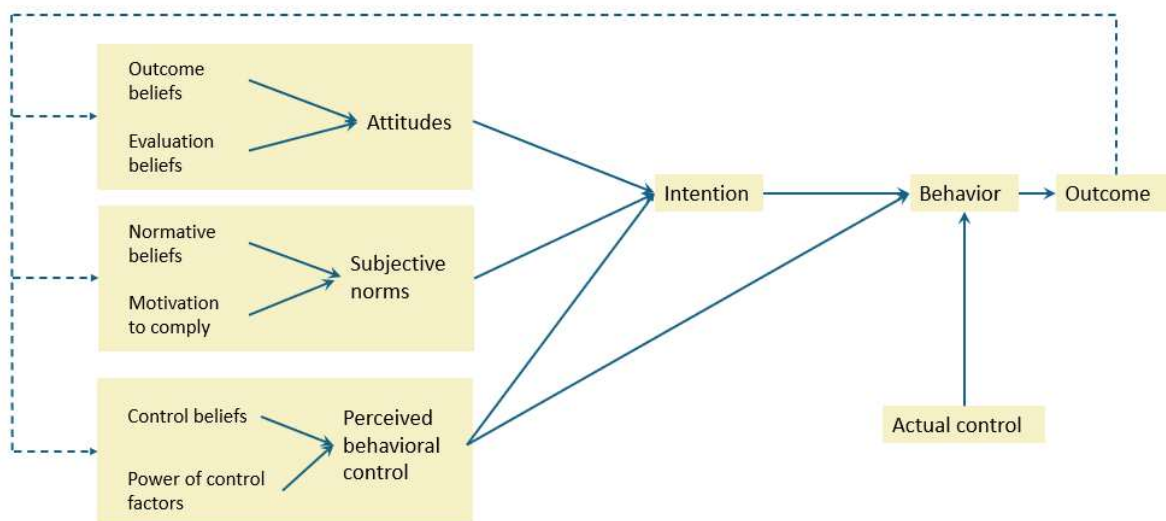 Outcome
beliefs
Attitudes
Evaluation
beliefs
Normative
beliefs
Subjective
norms
Motivation
to comply
Control beliefs
Perceived
behavioral
control
Power of control
factors
Intention
Behavior
Outcome
Actual control